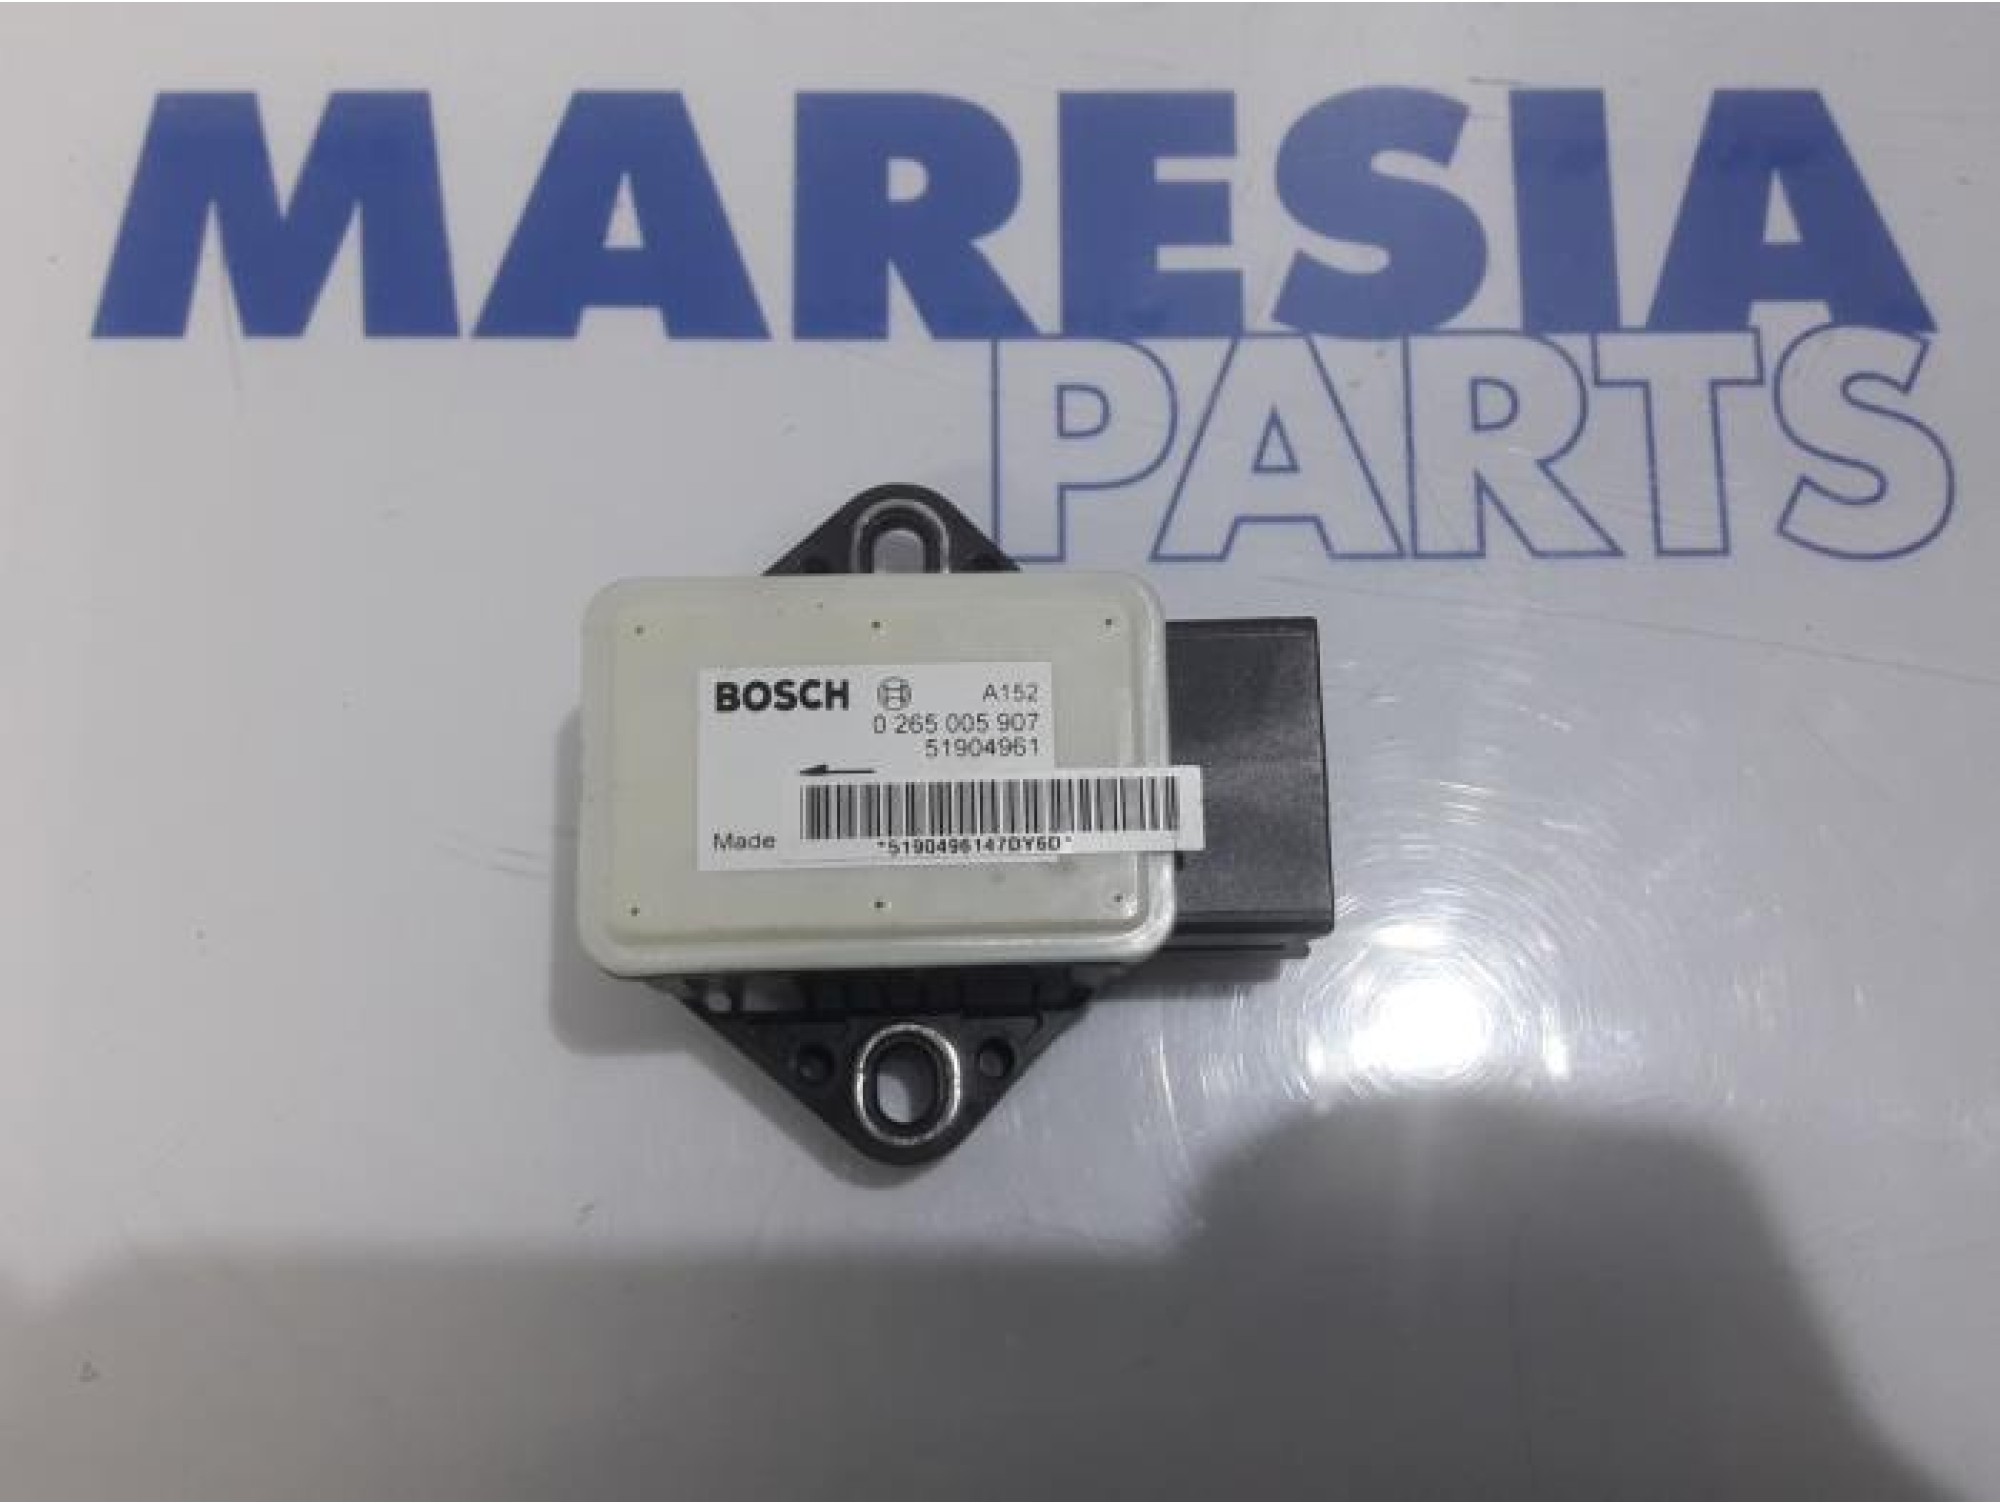 MARESIA
PARTS
BOSCH A152
0 265 005 907
51904961
Made
*5190496147DY6D*